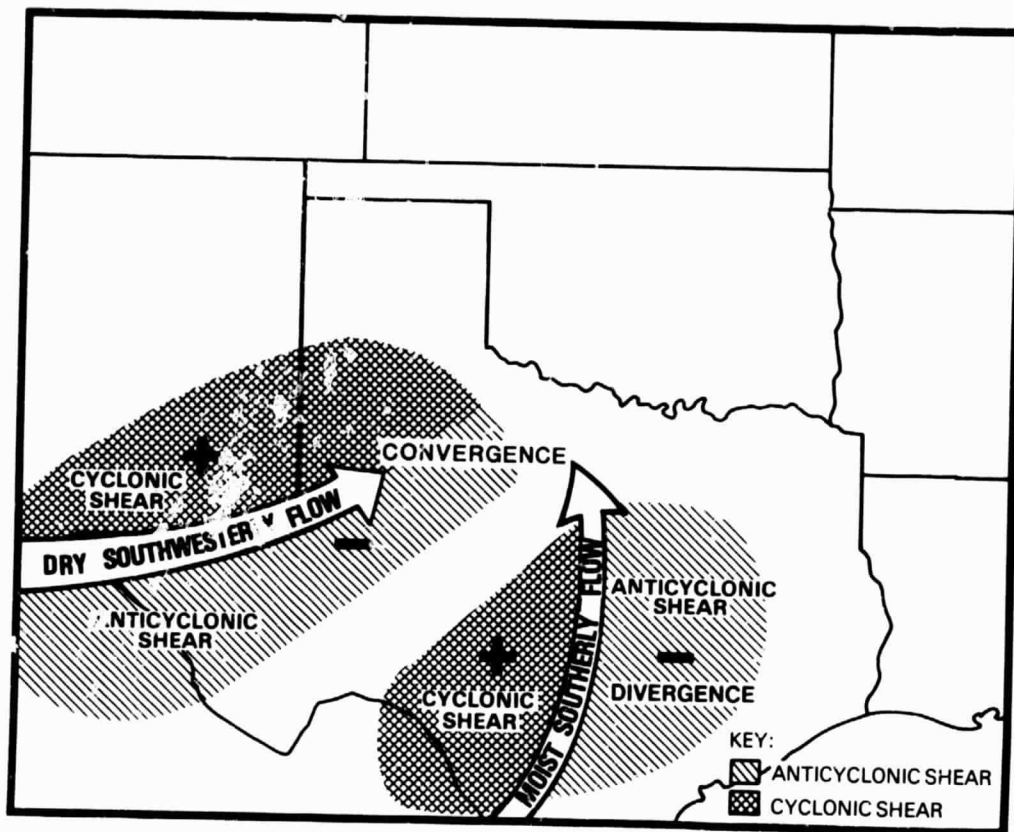 CONVERGENCE
CYCLONIC
SHEAR
+
DRY SOUTHWESTERLY FLOW
-
ANTICYCLONIC
SHEAR
ANTICYCLONIC
SHEAR
+
-
CYCLONIC
SHEAR
DIVERGENCE
MOIST SOUTHERLY FLOW
KEY:
ANTICYCLONIC SHEAR
CYCLONIC SHEAR